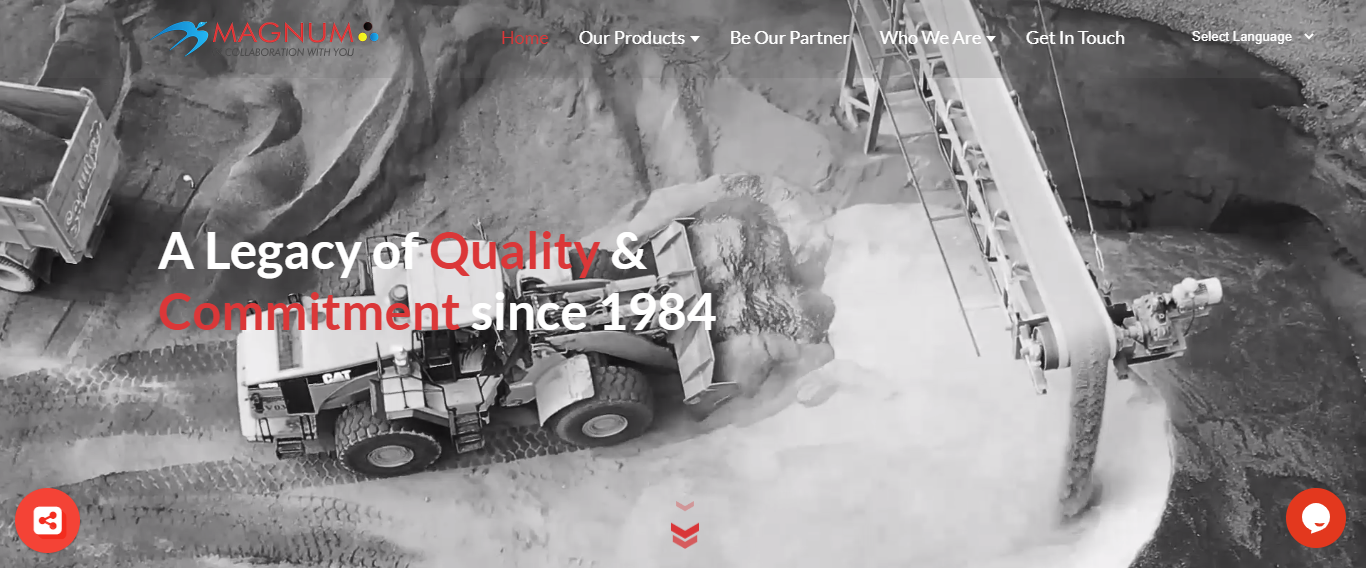 MAGNUM
COLLABORATION WITH YOU
Home
Our Products
Be Our Partner
Who We Are
Get In Touch
Select Language
A Legacy of Quality &
Commitment since 1984
CAT